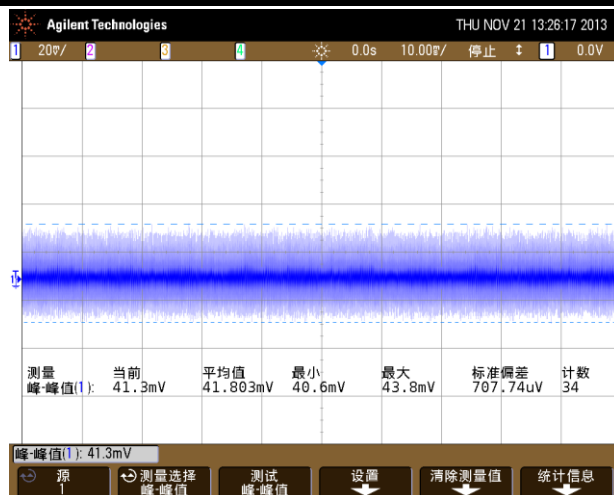 Agilent Technologies THU NOV 21 13:26:17 2013
1 20▽/ 2 3 4 0.0s 10.00▽/ 停止 ↕ 1 0.0V
测量 当前 平均值 最小 最大 标准偏差 计数
峰-峰值(1): 41.3mV 41.803mV 40.6mV 43.8mV 707.74uV 34
峰-峰值(1): 41.3mV
源 测量选择 测试 设置 清除测量值 统计信息
1 峰-峰值 峰-峰值